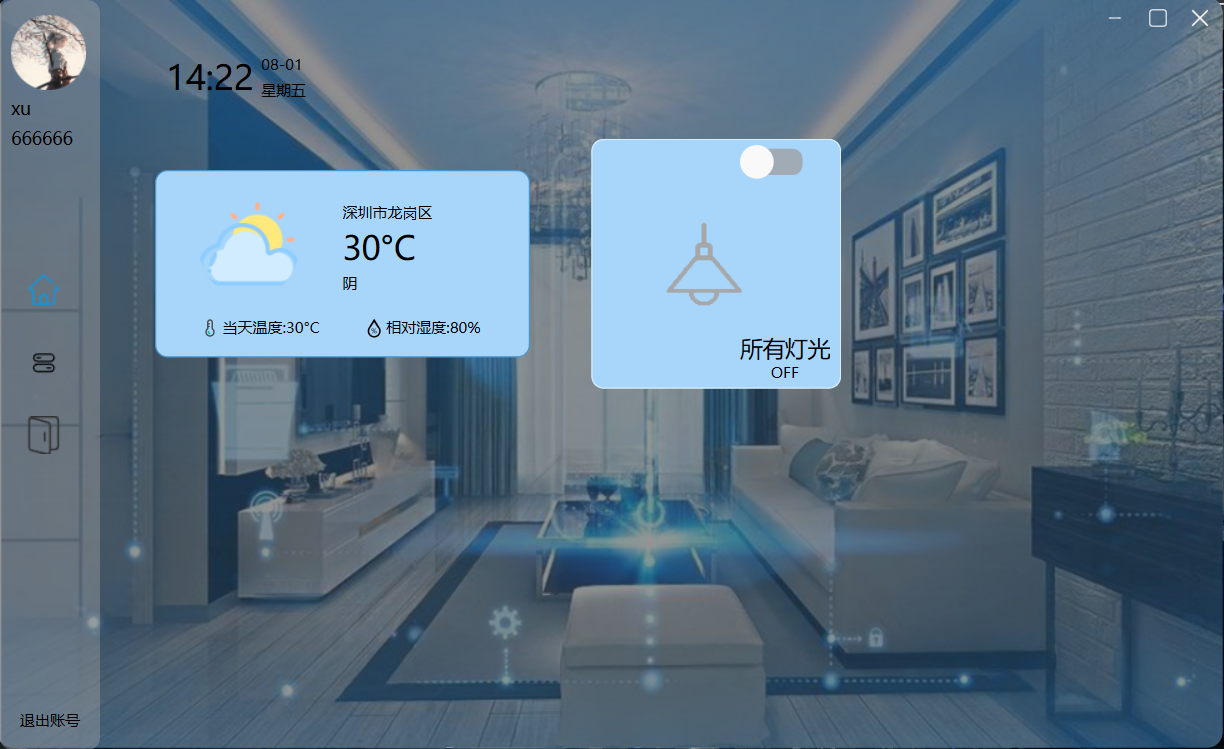 xu
666666
退出账号
14:22
08-01
星期五
深圳市龙岗区
30°C
阴
当天温度:30°C
相对湿度:80%
所有灯光
OFF